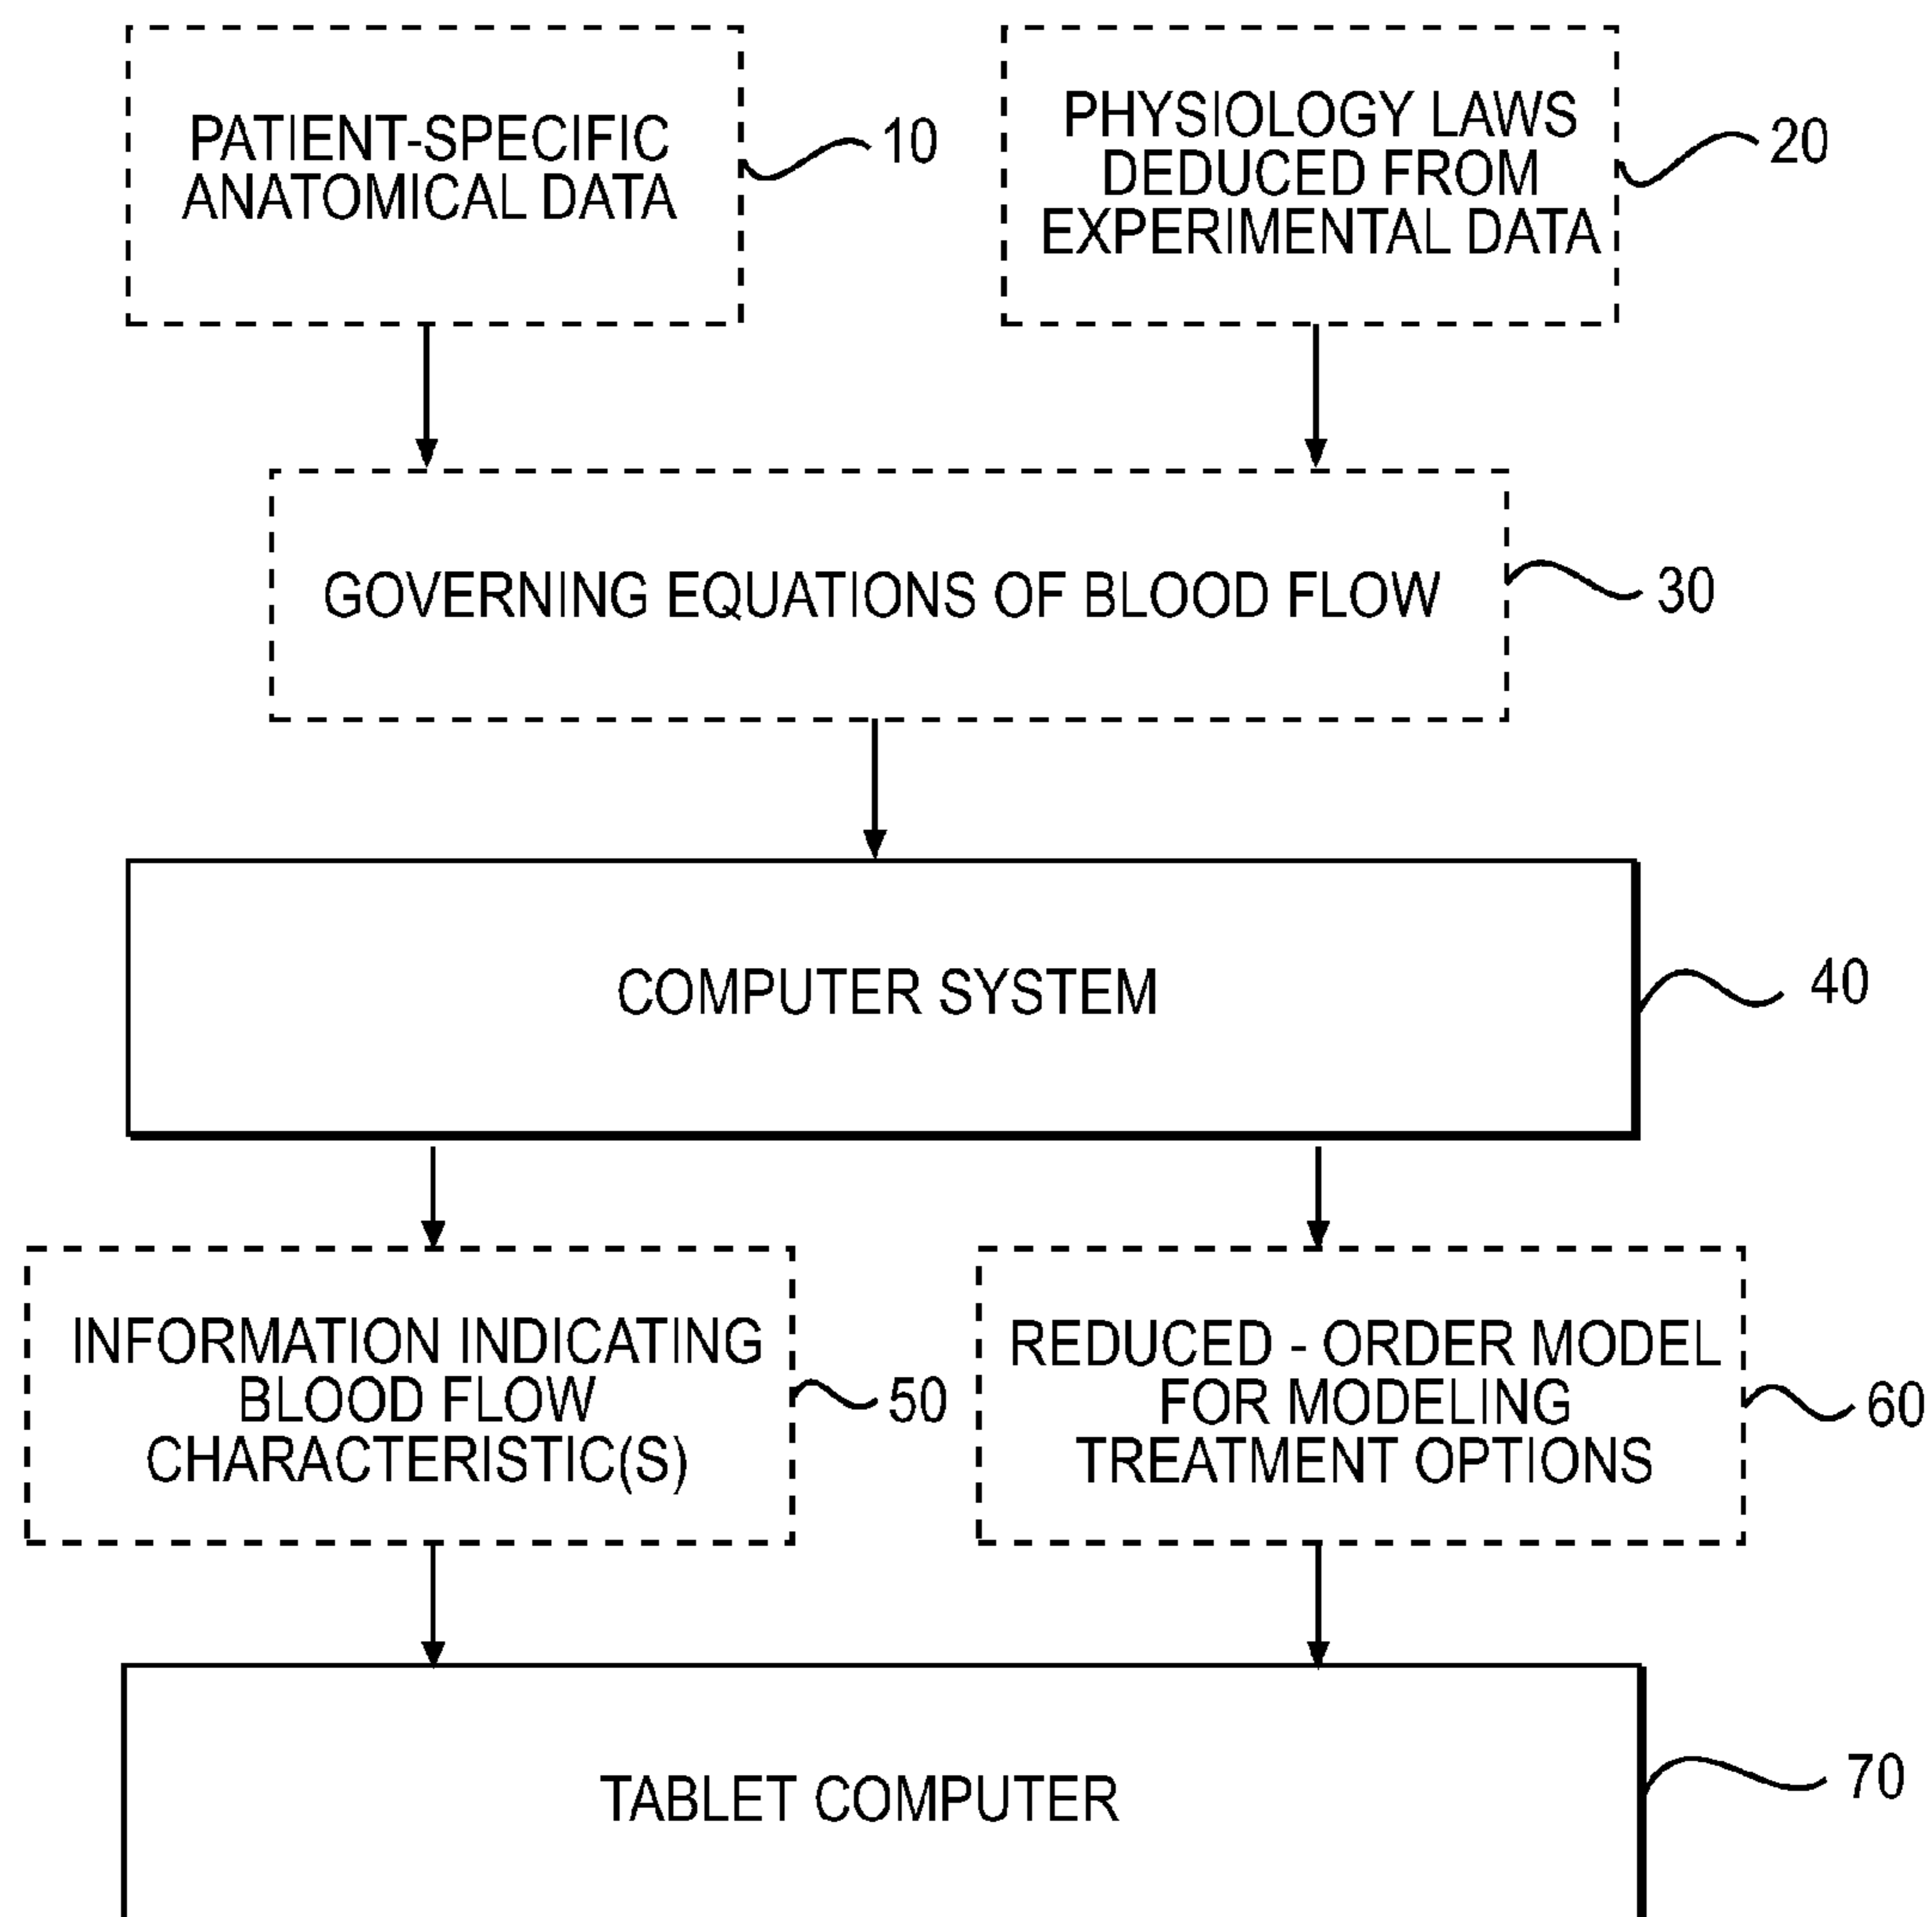 PATIENT-SPECIFIC
ANATOMICAL DATA
10
PHYSIOLOGY LAWS
DEDUCED FROM
EXPERIMENTAL DATA
20
GOVERNING EQUATIONS OF BLOOD FLOW
30
COMPUTER SYSTEM
40
INFORMATION INDICATING
BLOOD FLOW
CHARACTERISTIC(S)
50
REDUCED - ORDER MODEL
FOR MODELING
TREATMENT OPTIONS
60
TABLET COMPUTER
70